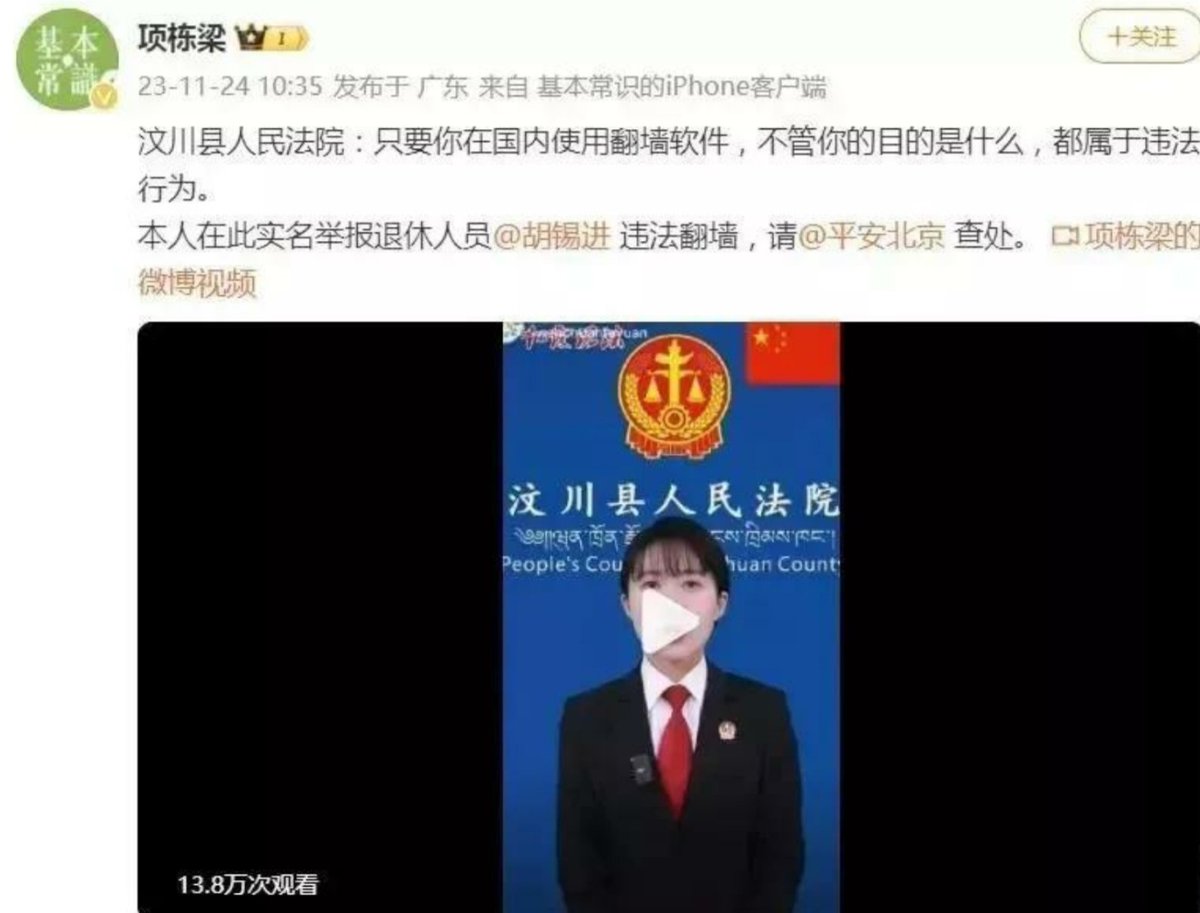 基本
常識
项栋梁
I
十关注
23-11-24 10:35 发布于 广东 来自 基本常识的iPhone客户端
汶川县人民法院：只要你在国内使用翻墙软件，不管你的目的是什么，都属于违法
行为。
本人在此实名举报退休人员@胡锡进 违法翻墙，请@平安北京 查处。 项栋梁的
微博视频
汶川县人民法院
People's Cou
huan County
13.8万次观看